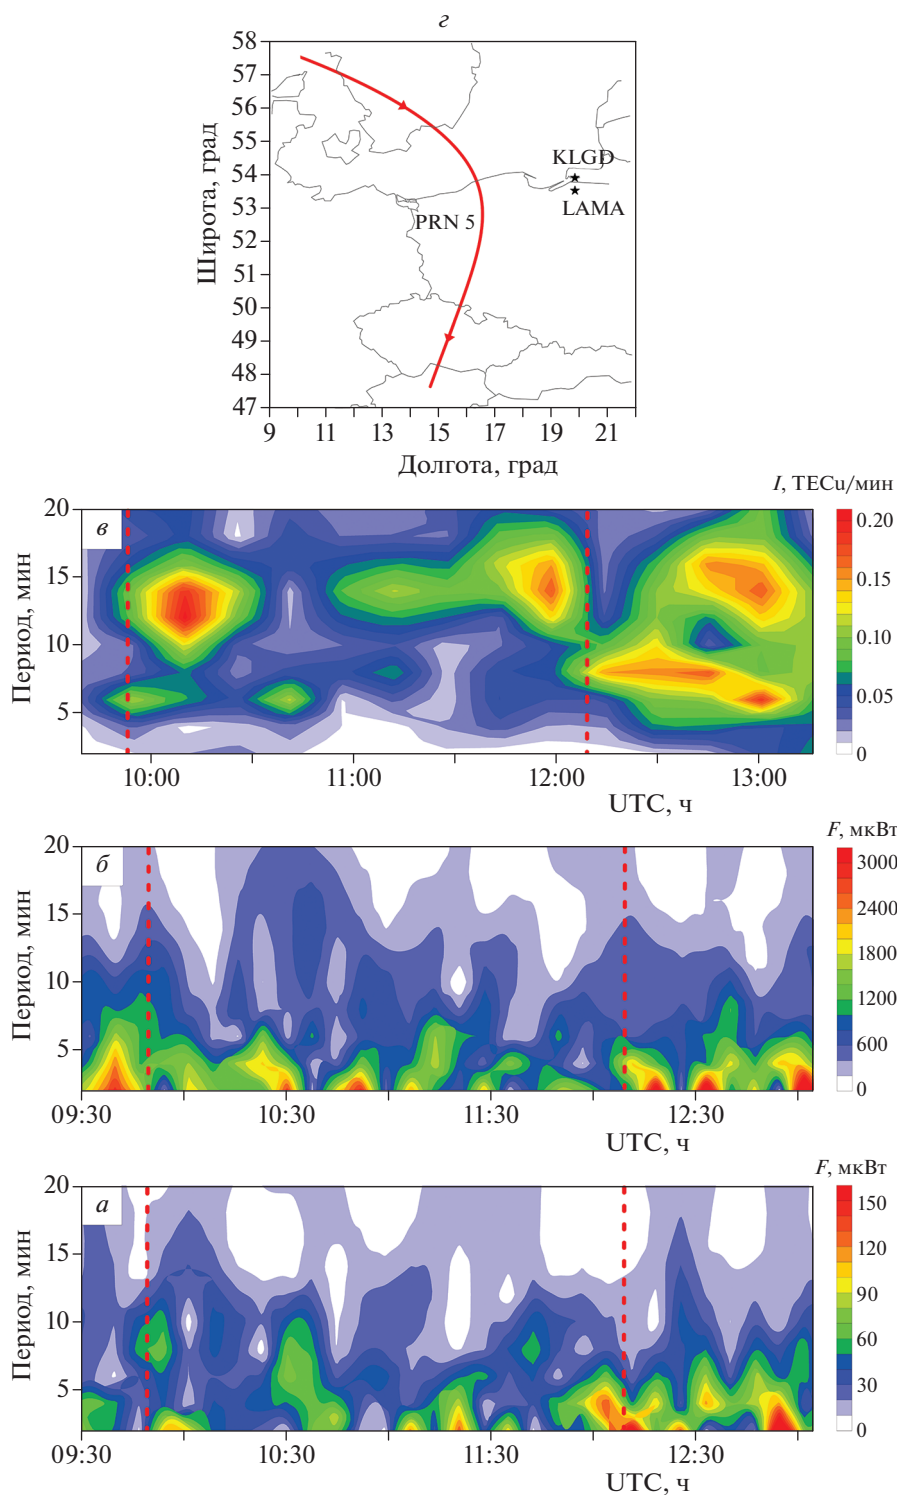 г
58
57
56
55
54
53
52
51
50
49
48
47
Широта, град
KLGD
LAMA
PRN 5
9 11 13 15 17 19 21
Долгота, град
I, TECu/мин
в
20
15
10
5
Период, мин
0.20
0.15
0.10
0.05
0
10:00 11:00 12:00 13:00
UTC, ч
F, мкВт
б
20
15
10
5
Период, мин
3000
2400
1800
1200
600
0
09:30 10:30 11:30 12:30
UTC, ч
F, мкВт
а
20
15
10
5
Период, мин
150
120
90
60
30
0
09:30 10:30 11:30 12:30
UTC, ч